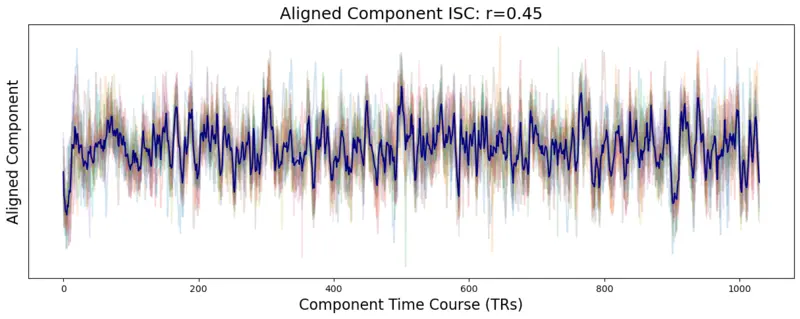 Aligned Component ISC: r=0.45
Aligned Component
0 200 400 600 800 1000
Component Time Course (TRs)